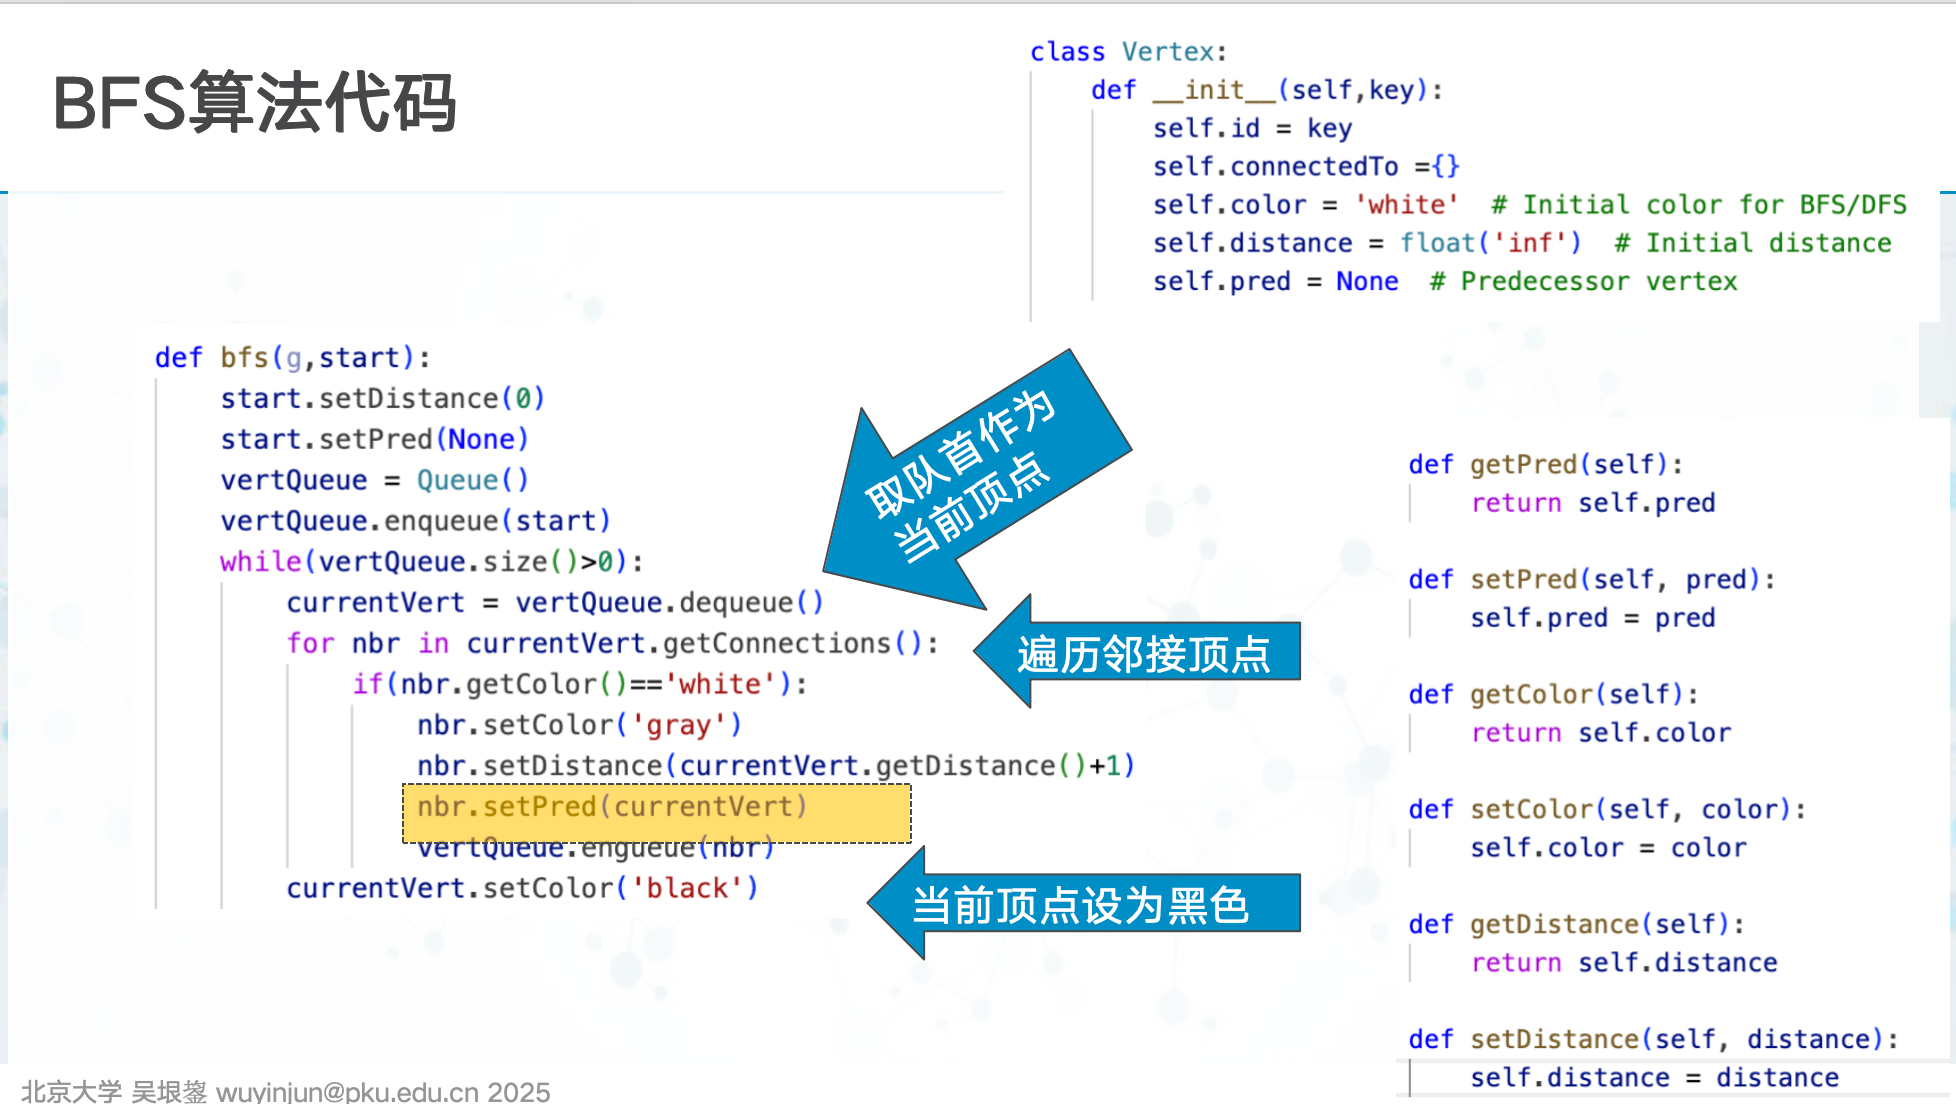 BFS算法代码
class Vertex:
    def __init__(self,key):
        self.id = key
        self.connectedTo ={}
        self.color = 'white'  # Initial color for BFS/DFS
        self.distance = float('inf')  # Initial distance
        self.pred = None  # Predecessor vertex
def bfs(g,start):
    start.setDistance(0)
    start.setPred(None)
    vertQueue = Queue()
    vertQueue.enqueue(start)
    while(vertQueue.size()>0):
        currentVert = vertQueue.dequeue()
        for nbr in currentVert.getConnections():
            if(nbr.getColor()=='white'):
                nbr.setColor('gray')
                nbr.setDistance(currentVert.getDistance()+1)
                nbr.setPred(currentVert)
                vertQueue.enqueue(nbr)
        currentVert.setColor('black')
取队首作为
当前顶点
遍历邻接顶点
当前顶点设为黑色
def getPred(self):
    return self.pred
def setPred(self, pred):
    self.pred = pred
def getColor(self):
    return self.color
def setColor(self, color):
    self.color = color
def getDistance(self):
    return self.distance
def setDistance(self, distance):
    self.distance = distance
北京大学 吴垠鋆 wuyinjun@pku.edu.cn 2025